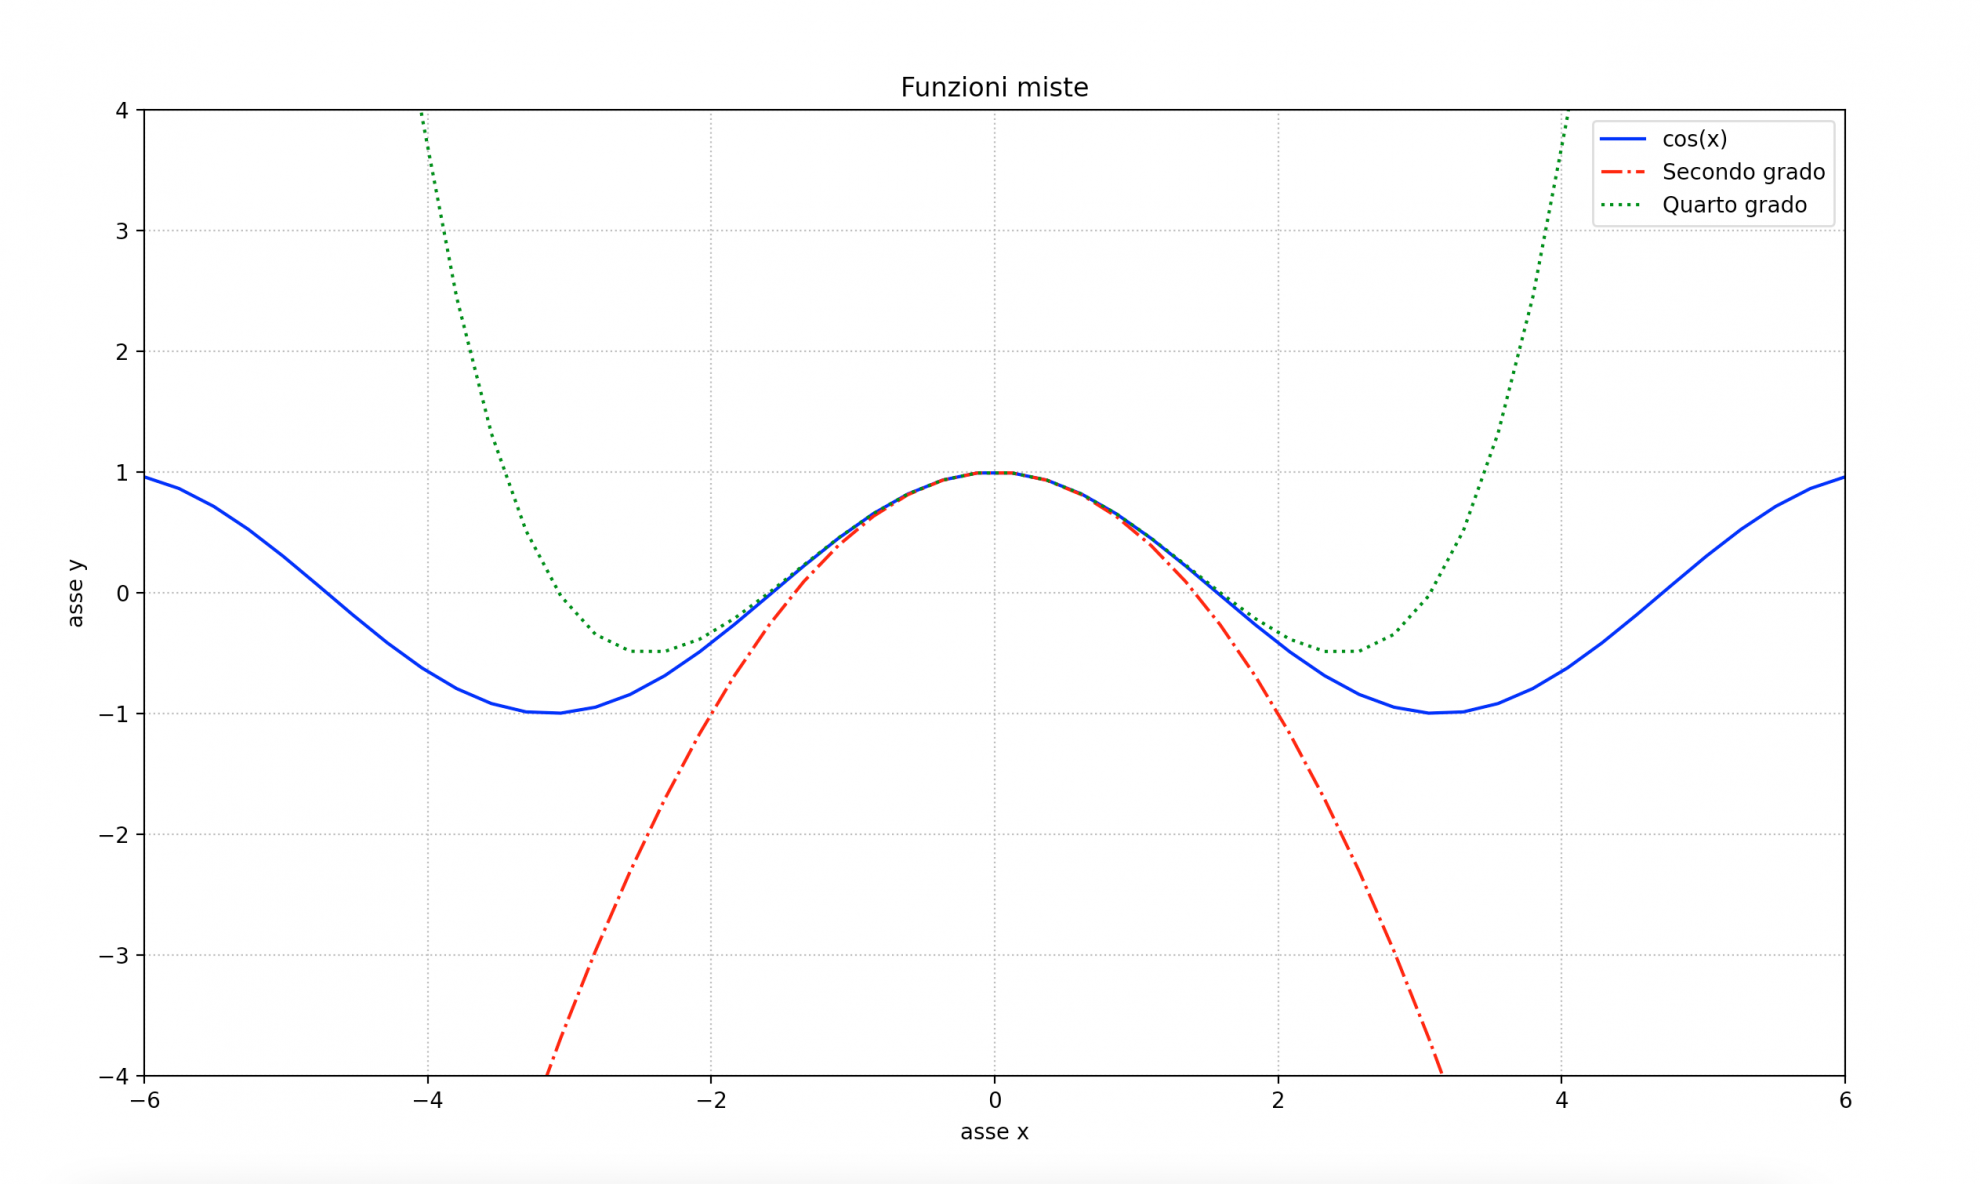 Funzioni miste
cos(x)
Secondo grado
Quarto grado
4
3
2
1
0
−1
−2
−3
−4
asse y
−6
−4
−2
0
2
4
6
asse x